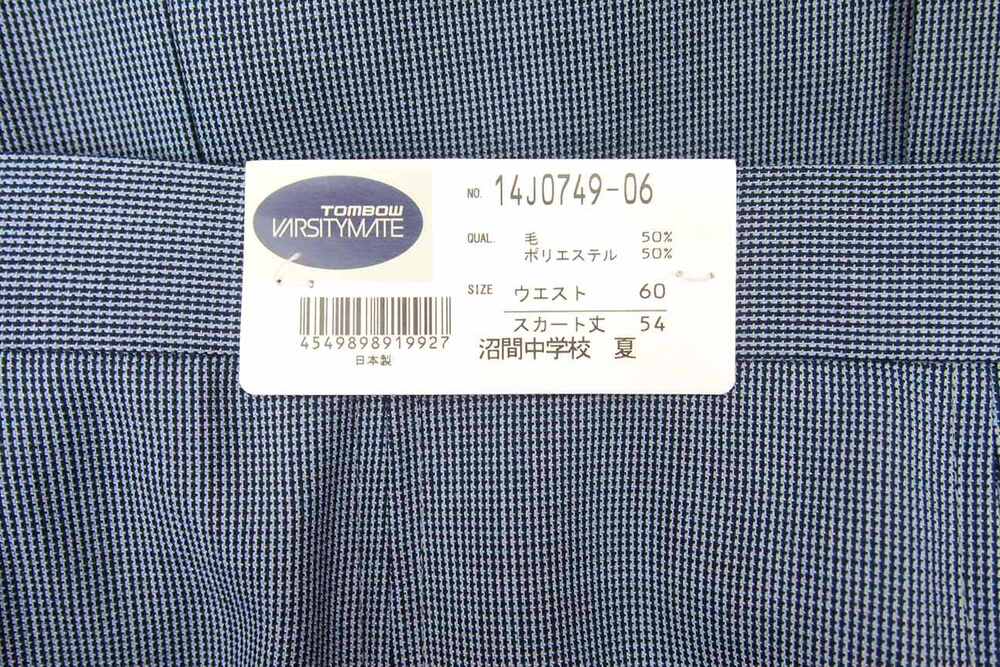 TOMBOW
VARSITYMATE
4549898919927
日本製
NO. 14J0749-06
QUAL. 毛 50%
ポリエステル 50%
SIZE ウエスト 60
スカート丈 54
沼間中学校 夏